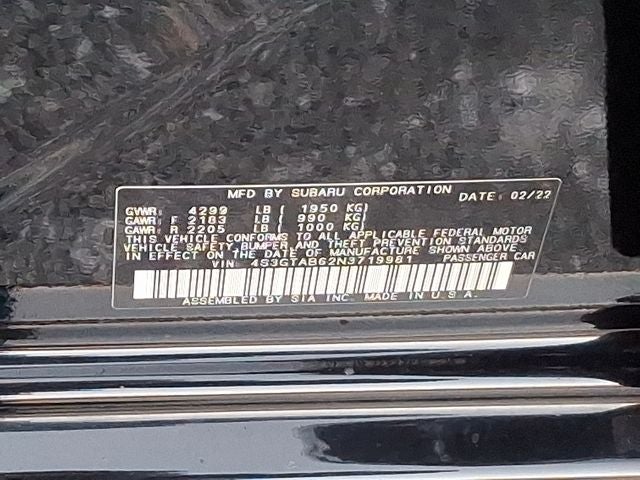 MFD BY SUBARU CORPORATION DATE: 02/22
GVWR: 4299 LB ( 1950 KG)
GAWR: F 2183 LB ( 990 KG)
GAWR: R 2205 LB ( 1000 KG)
THIS VEHICLE CONFORMS TO ALL APPLICABLE FEDERAL MOTOR
VEHICLE SAFETY, BUMPER AND THEFT PREVENTION STANDARDS
IN EFFECT ON THE DATE OF MANUFACTURE SHOWN ABOVE.
VIN: 4S3GTAB62N3719981 PASSENGER CAR
ASSEMBLED BY SIA INC. MADE IN U.S.A.